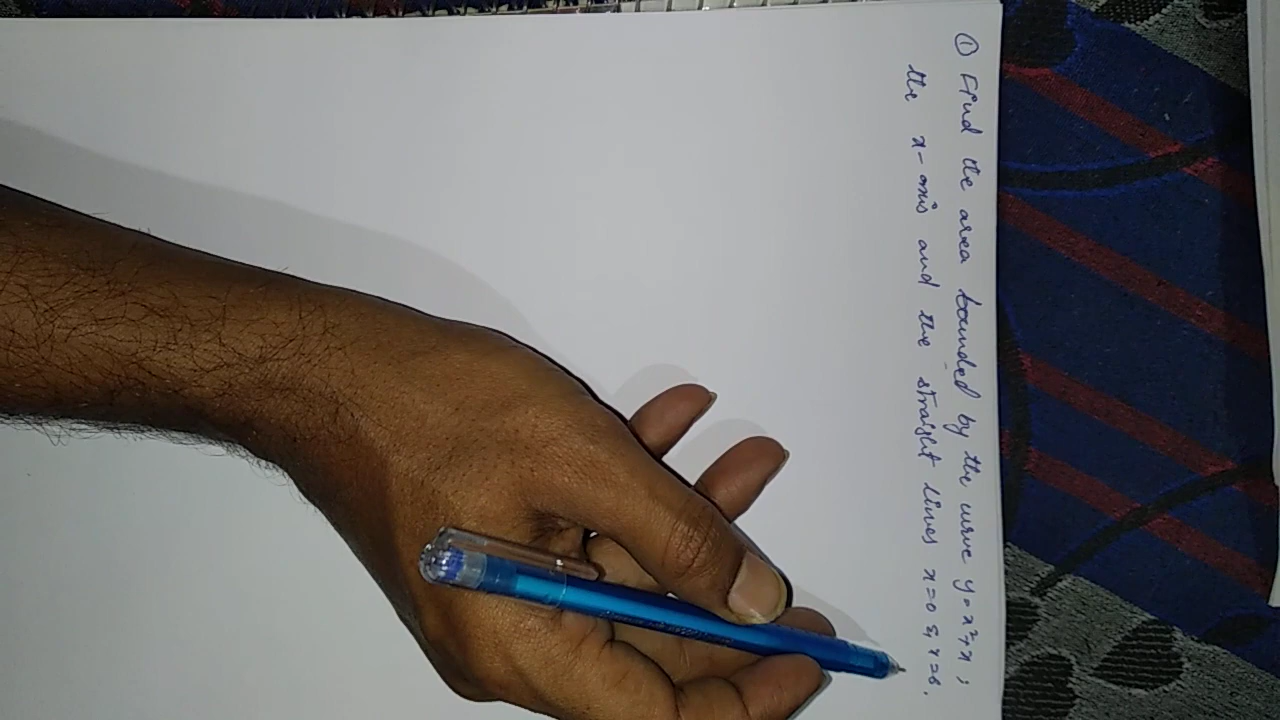 ① Find the area bounded by the curve y = x²+x ;
the x-axis and the straight lines x=0 & x=6.